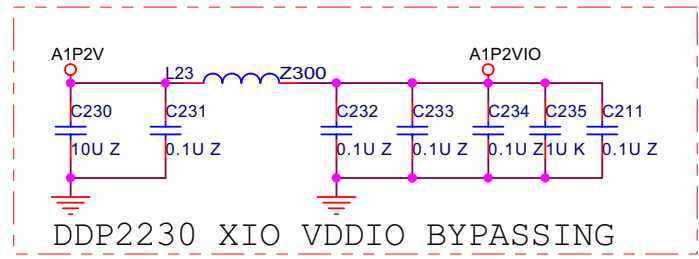 A1P2V A1P2VIO
L23 Z300
C230 C231 C232 C233 C234 C235 C211
10U Z 0.1U Z 0.1U Z 0.1U Z 0.1U Z 1U K 0.1U Z
DDP2230 XIO VDDIO BYPASSING